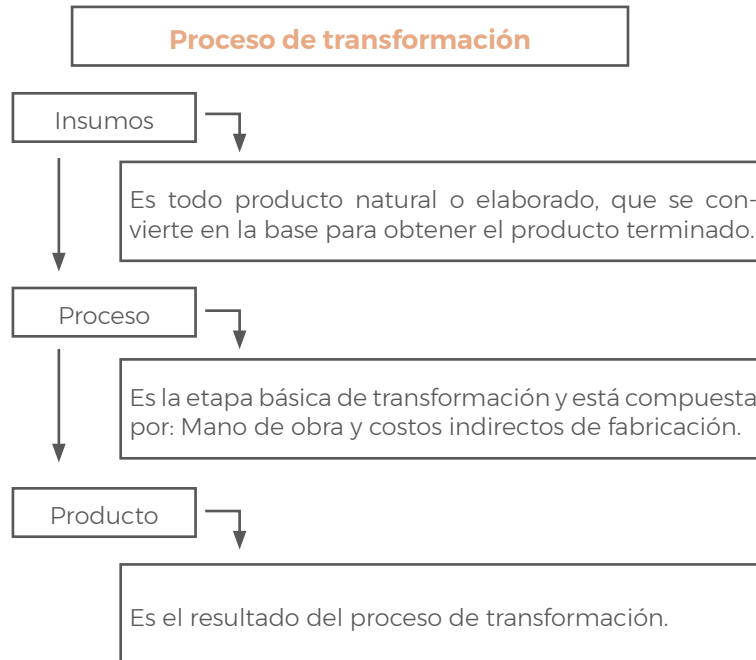 Proceso de transformación
Insumos
Es todo producto natural o elaborado, que se con-
vierte en la base para obtener el producto terminado.
Proceso
Es la etapa básica de transformación y está compuesta
por: Mano de obra y costos indirectos de fabricación.
Producto
Es el resultado del proceso de transformación.